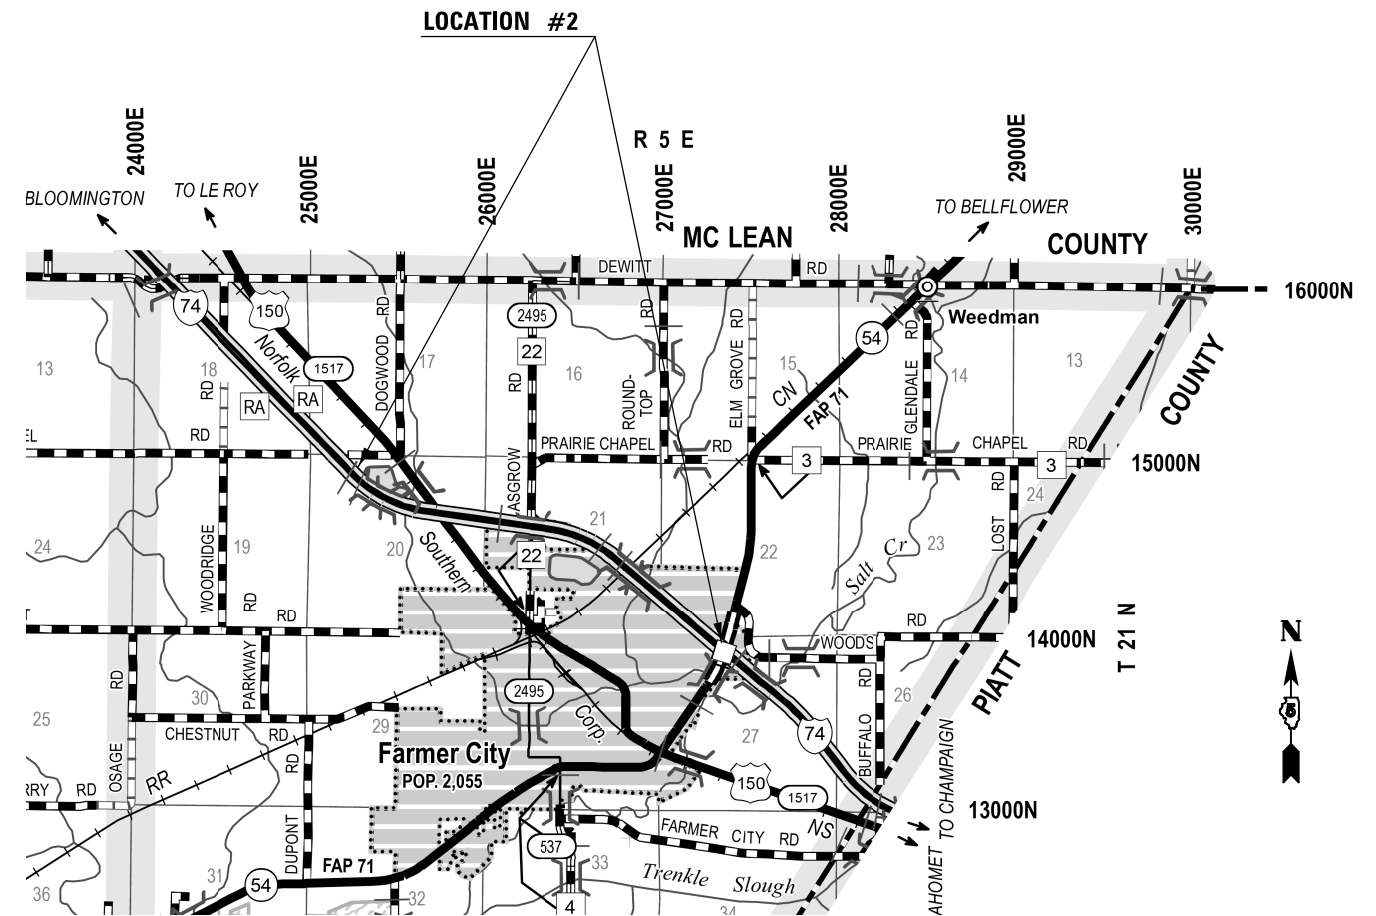 LOCATION #2
R 5 E
24000E
25000E
26000E
27000E
28000E
29000E
30000E
BLOOMINGTON
TO LE ROY
TO BELLFLOWER
MC LEAN
COUNTY
DEWITT
RD
16000N
74
150
2495
Weedman
Norfolk
1517
DOGWOOD
RD
22
54
RD
13
18
17
16
15
14
13
RD
RA
RA
RD
ROUND-
TOP
RD
ELM GROVE
RD
CN
FAP 71
GLENDALE
RD
COUNTY
EL
RD
PRAIRIE CHAPEL
RD
3
PRAIRIE
CHAPEL
RD
3
15000N
ASGROW
LOST
RD
24
21
22
23
24
19
20
WOODRIDGE
RD
Southern
22
Salt
Cr
T
RD
WOODS
RD
14000N
T 21 N
N
PARKWAY
RD
30
2495
Corp.
RD
26
PIATT
25
CHESTNUT
RD
29
27
74
BUFFALO
OSAGE
RR
Farmer City
POP. 2,055
150
1517
NS
RRY
RD
RD
DUPONT
13000N
TO CHAMPAIGN
AHOMET
FARMER CITY RD
537
33
Trenkle Slough
FAP 71
54
31
32
36
4
34